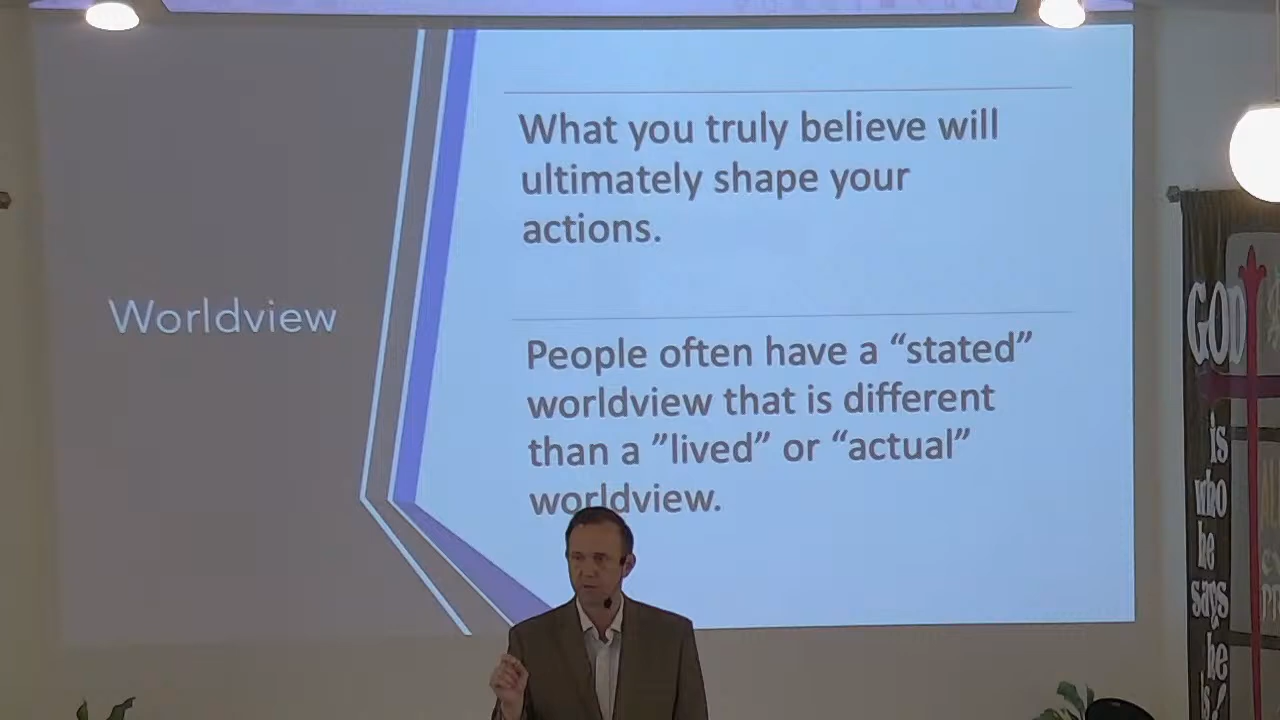 Worldview
What you truly believe will
ultimately shape your
actions.
People often have a “stated”
worldview that is different
than a ”lived” or “actual”
worldview.
GOD
is
who
he
says
he
is!